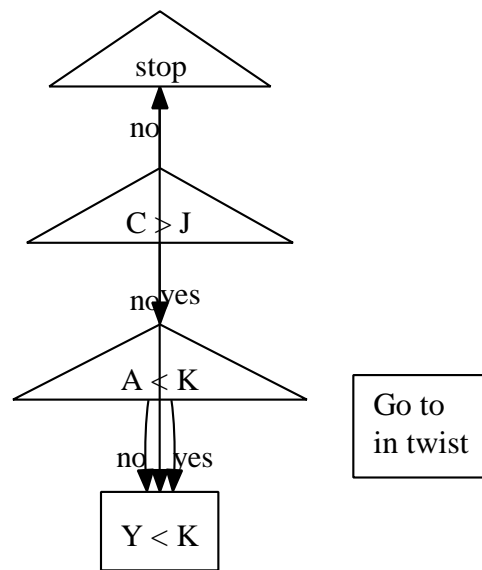 stop
no
C > J
no yes
A < K
Go to
in twist
no yes
Y < K